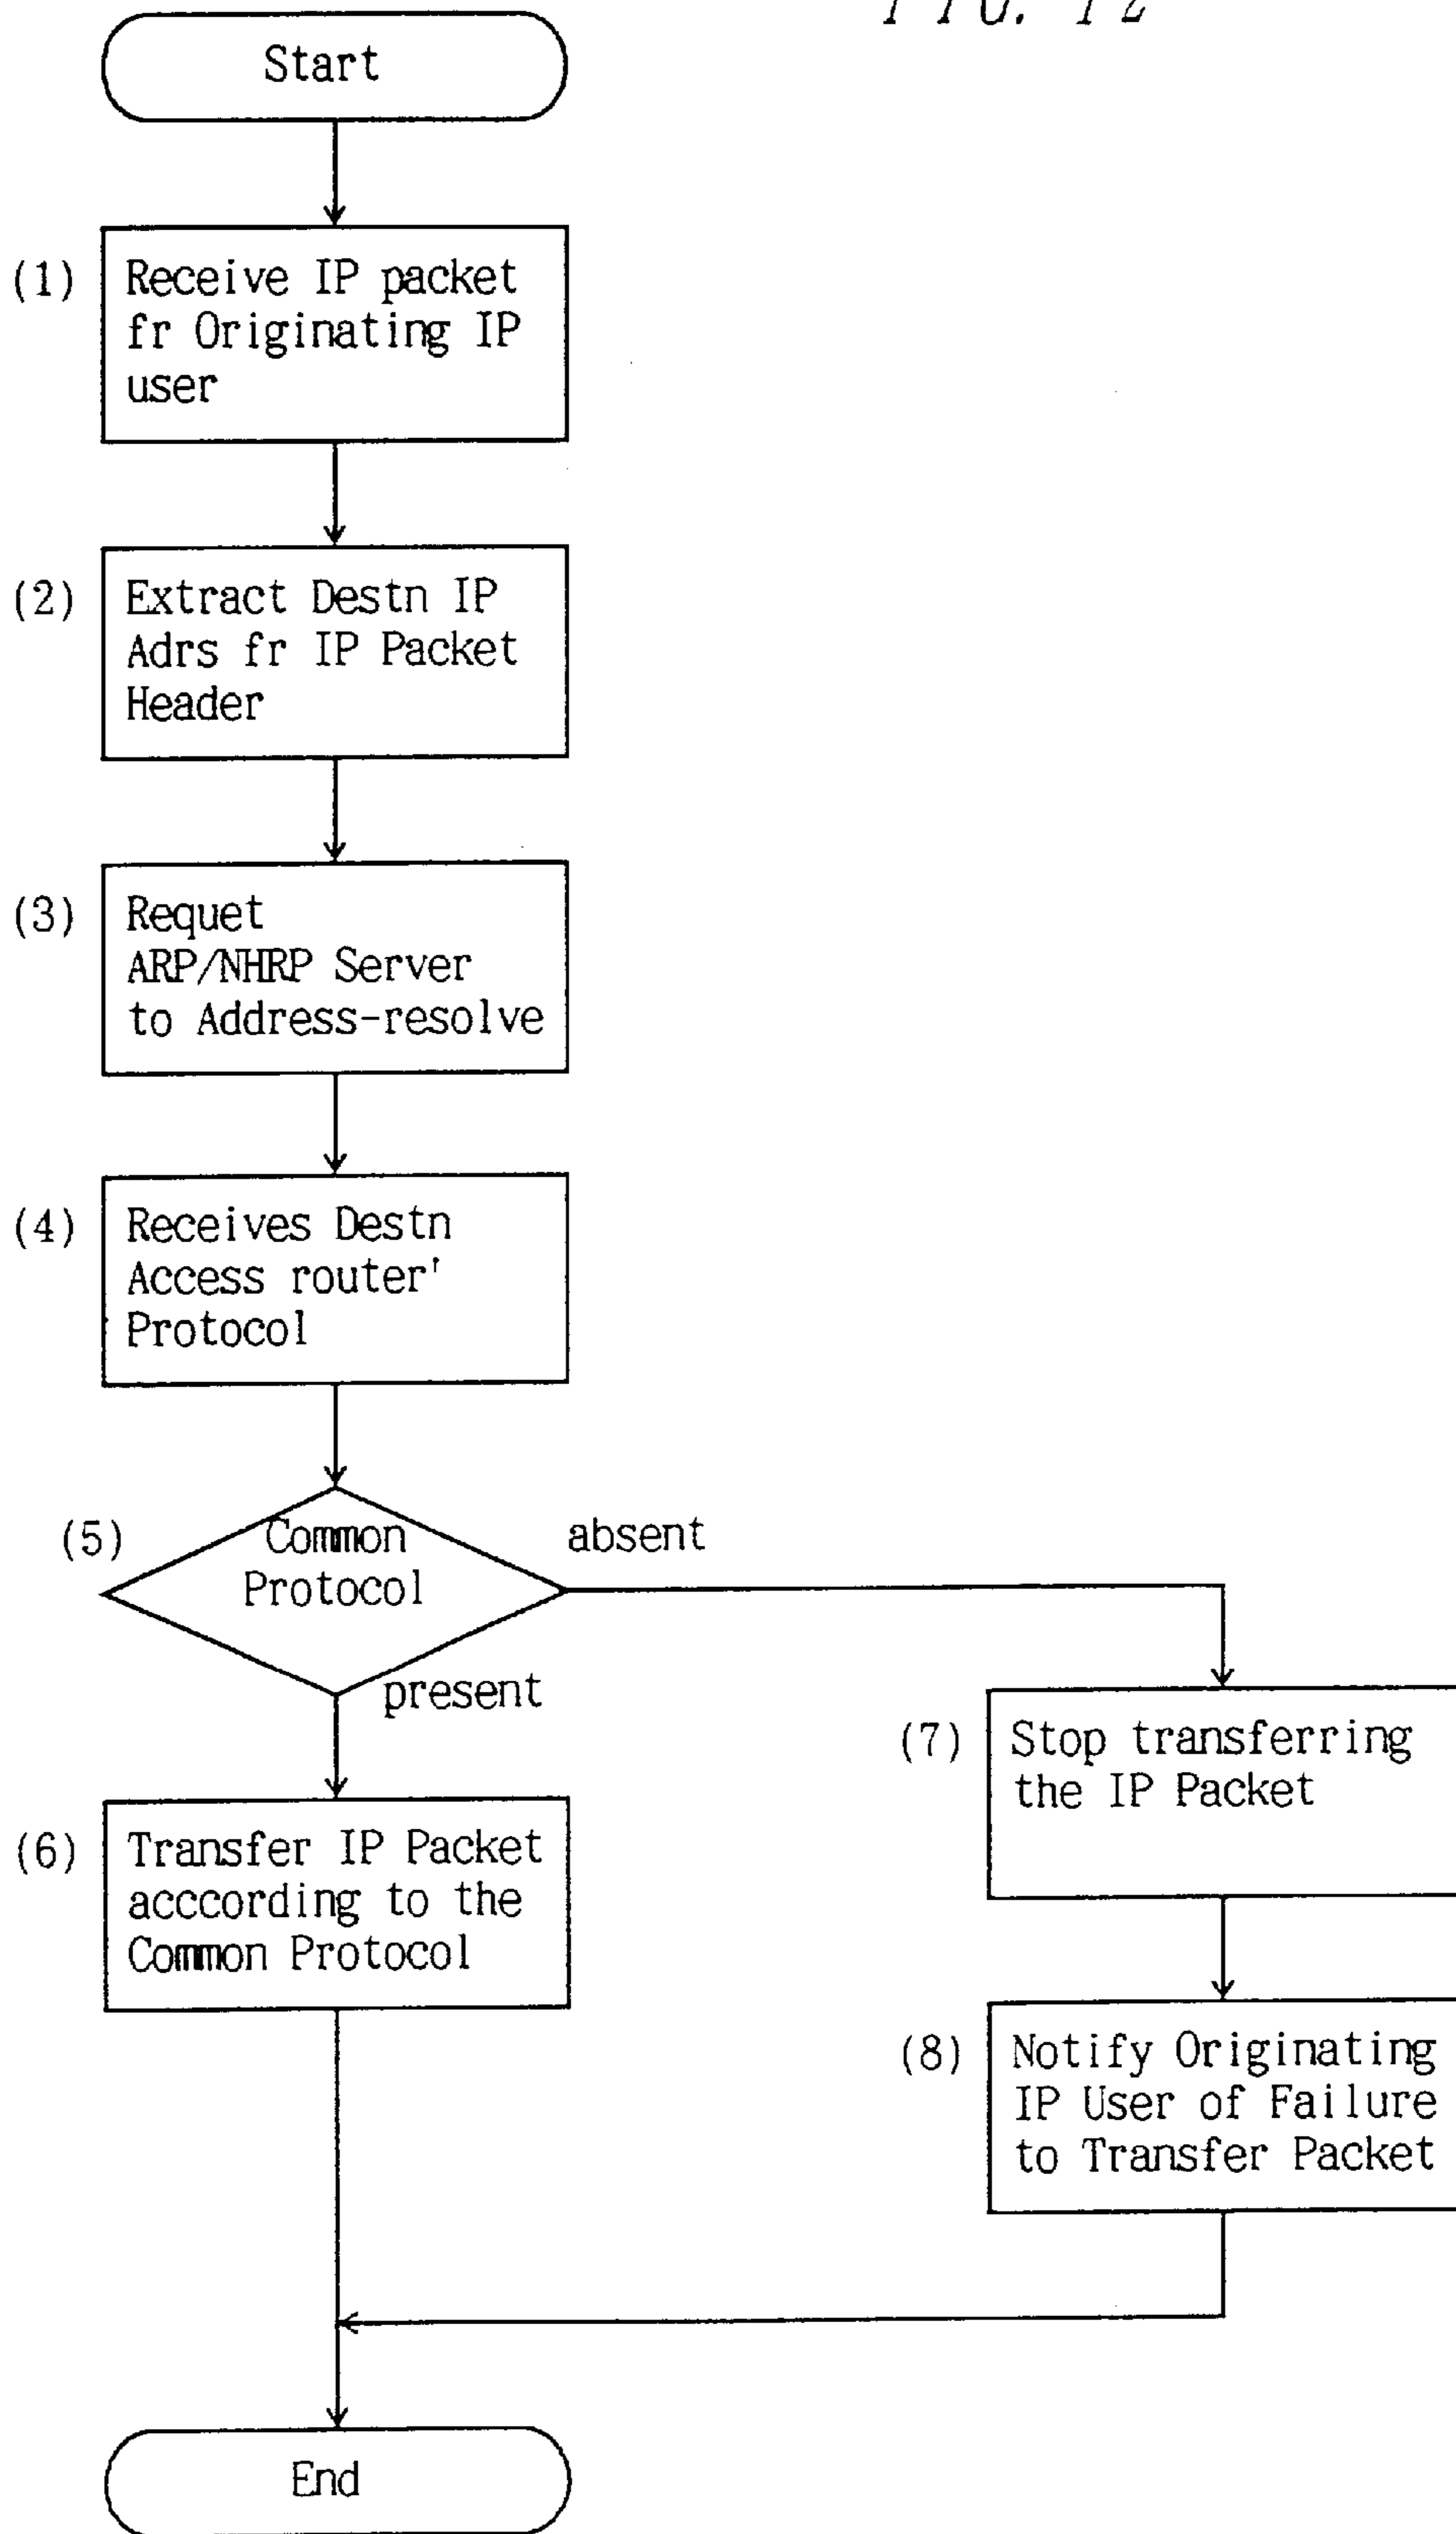 FIG. 12
Start
(1)
Receive IP packet
fr Originating IP
user
(2)
Extract Destn IP
Adrs fr IP Packet
Header
(3)
Requet
ARP/NHRP Server
to Address-resolve
(4)
Receives Destn
Access router'
Protocol
(5)
Common
Protocol
absent
present
(6)
Transfer IP Packet
acccording to the
Common Protocol
(7)
Stop transferring
the IP Packet
(8)
Notify Originating
IP User of Failure
to Transfer Packet
End